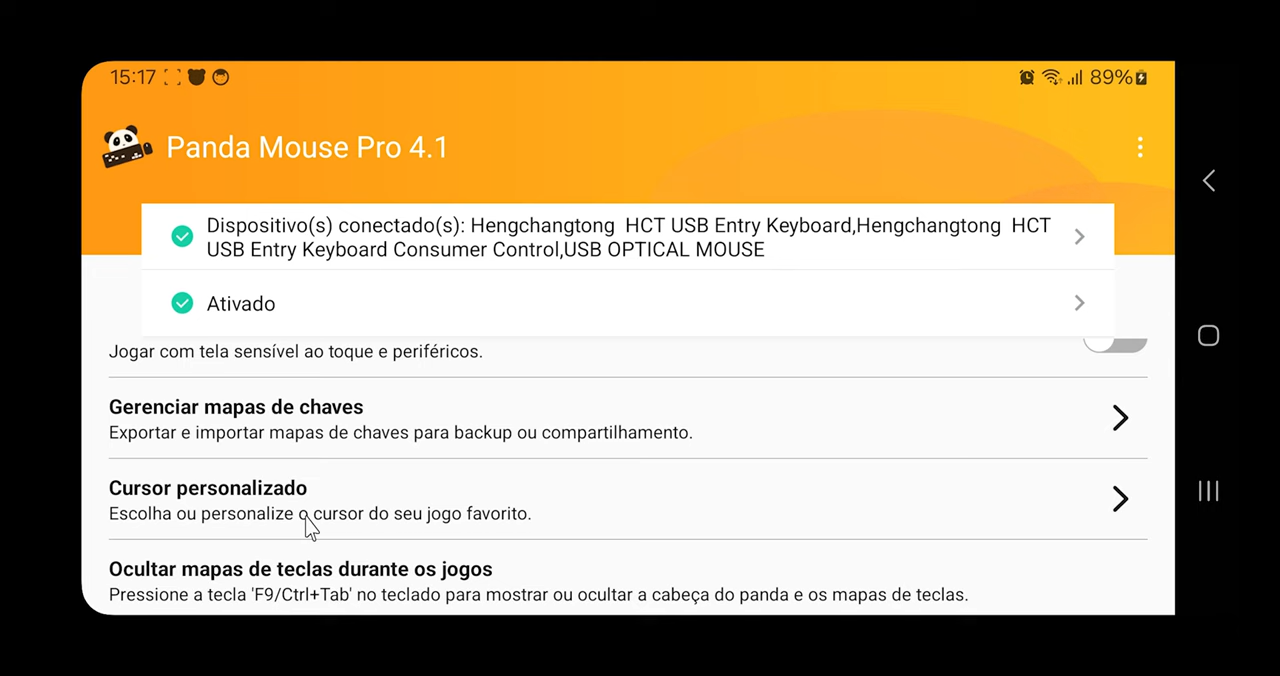 15:17
89%
Panda Mouse Pro 4.1
Dispositivo(s) conectado(s): Hengchangtong  HCT USB Entry Keyboard,Hengchangtong  HCT
USB Entry Keyboard Consumer Control,USB OPTICAL MOUSE
Ativado
Jogar com tela sensível ao toque e periféricos.
Gerenciar mapas de chaves
Exportar e importar mapas de chaves para backup ou compartilhamento.
Cursor personalizado
Escolha ou personalize o cursor do seu jogo favorito.
Ocultar mapas de teclas durante os jogos
Pressione a tecla 'F9/Ctrl+Tab' no teclado para mostrar ou ocultar a cabeça do panda e os mapas de teclas.